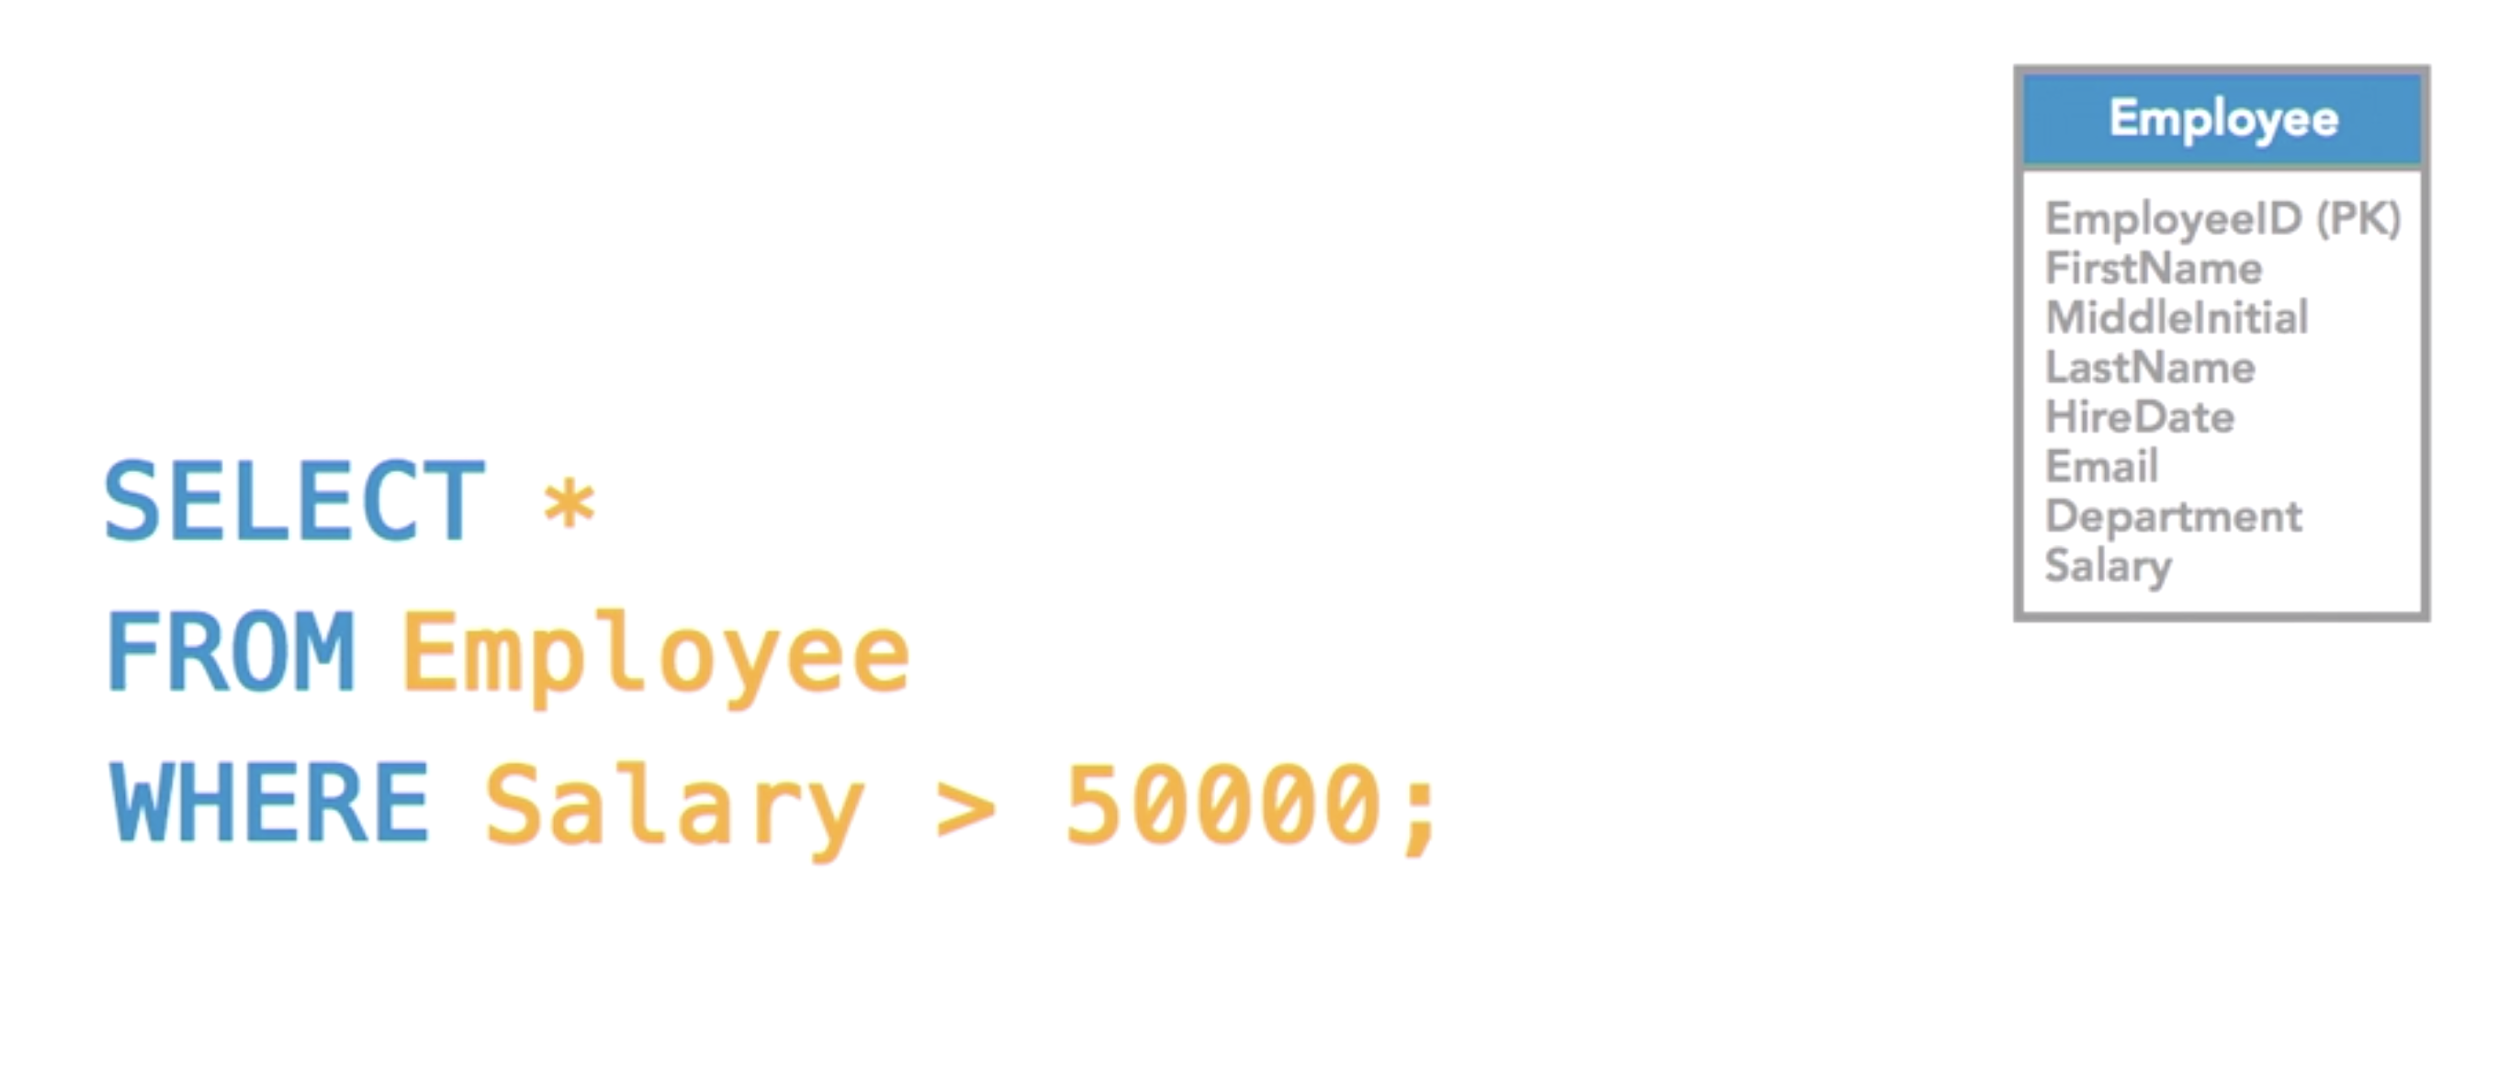 SELECT *
FROM Employee
WHERE Salary > 50000;
Employee
EmployeeID (PK)
FirstName
MiddleInitial
LastName
HireDate
Email
Department
Salary